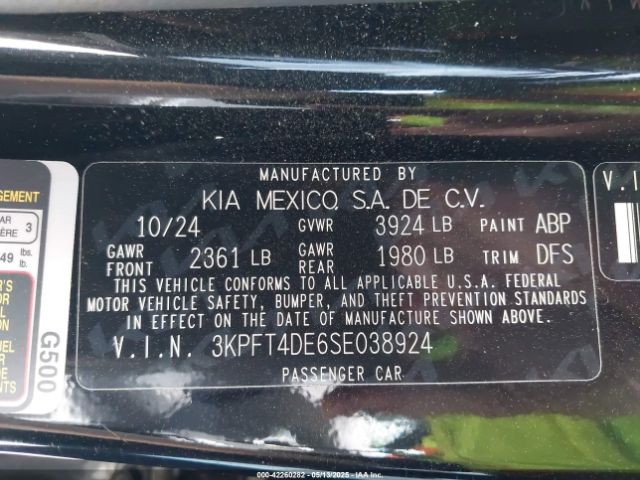 MANUFACTURED BY
KIA MEXICO S.A. DE C.V.
10/24 GVWR 3924 LB PAINT ABP
GAWR FRONT 2361 LB GAWR REAR 1980 LB TRIM DFS
THIS VEHICLE CONFORMS TO ALL APPLICABLE U.S.A. FEDERAL
MOTOR VEHICLE SAFETY, BUMPER, AND THEFT PREVENTION STANDARDS
IN EFFECT ON THE DATE OF MANUFACTURE SHOWN ABOVE.
V.I.N. 3KPFT4DE6SE038924
PASSENGER CAR
G500
V.I
3
49 lbs.
000-42260282 - 05/13/2025 - IAA Inc.